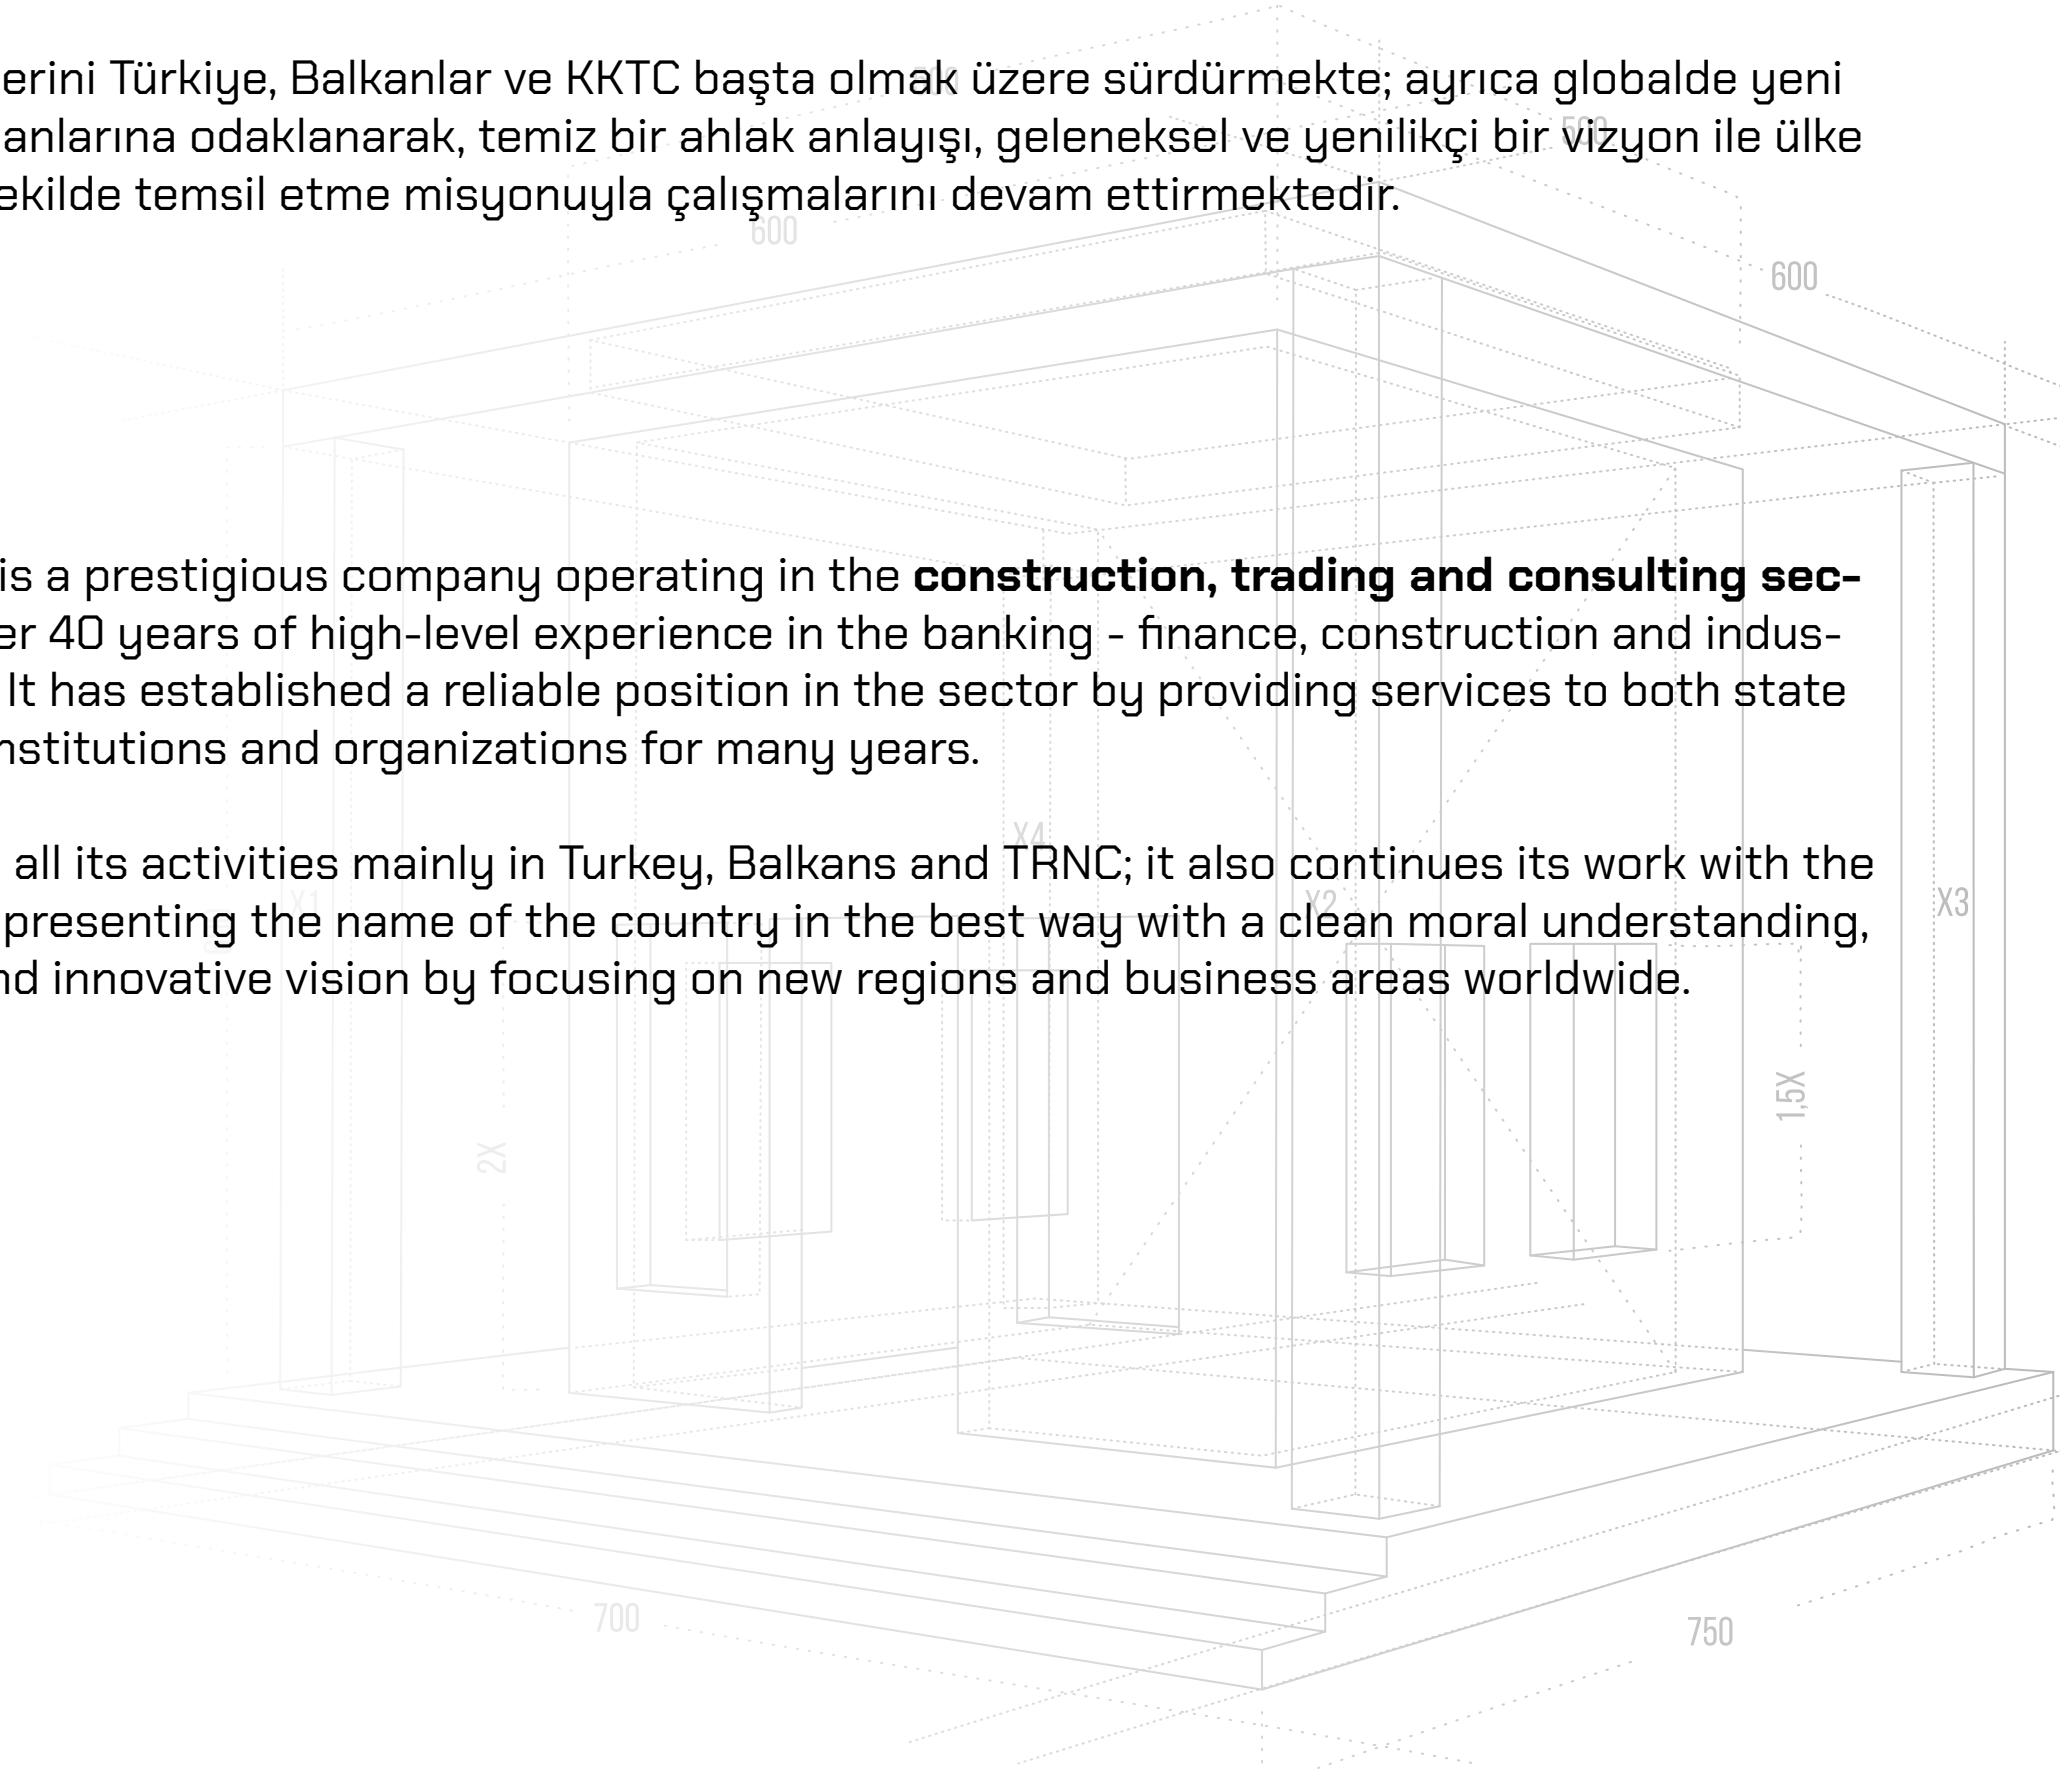 erini Türkiye, Balkanlar ve KKTC başta olmak üzere sürdürmekte; ayrıca globalde yeni
anlarına odaklanarak, temiz bir ahlak anlayışı, geleneksel ve yenilikçi bir vizyon ile ülke
ekilde temsil etme misyonuyla çalışmalarını devam ettirmektedir.
500
600
600
is a prestigious company operating in the construction, trading and consulting sec-
er 40 years of high-level experience in the banking - finance, construction and indus-
It has established a reliable position in the sector by providing services to both state
nstitutions and organizations for many years.
X4
all its activities mainly in Turkey, Balkans and TRNC; it also continues its work with the
X1
X2
X3
presenting the name of the country in the best way with a clean moral understanding,
nd innovative vision by focusing on new regions and business areas worldwide.
1,5X
2X
700
750